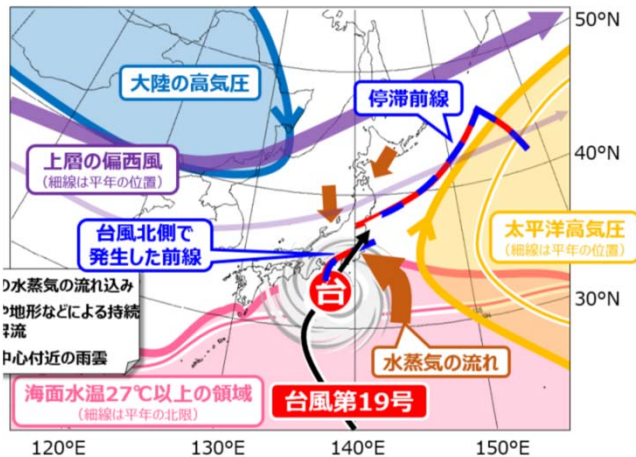 50°N
大陸の高気圧
停滞前線
上層の偏西風
(細線は平年の位置)
40°N
台風北側で
発生した前線
太平洋高気圧
(細線は平年の位置)
の水蒸気の流れ込み
地形などによる持続
昇流
中心付近の雨雲
台
30°N
水蒸気の流れ
海面水温27℃以上の領域
(細線は平年の北限)
台風第19号
120°E
130°E
140°E
150°E